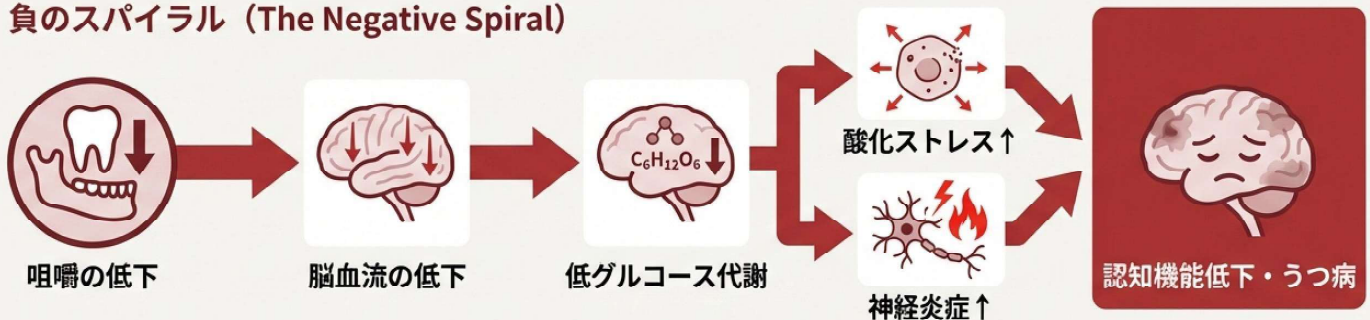 負のスパイラル（The Negative Spiral）
咀嚼の低下
脳血流の低下
C₆H₁₂O₆
低グルコース代謝
酸化ストレス↑
神経炎症↑
認知機能低下・うつ病